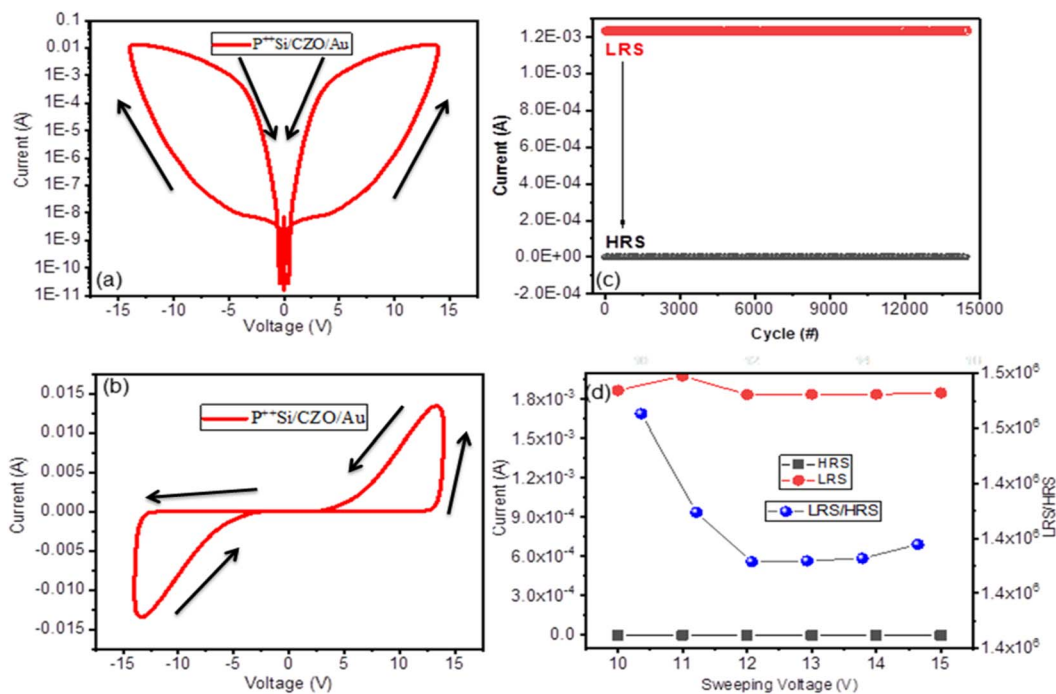 0.1
0.01
1E-3
1E-4
1E-5
1E-6
1E-7
1E-8
1E-9
1E-10
1E-11
Current (A)
P⁺⁺Si/CZO/Au
(a)
-15 -10 -5 0 5 10 15
Voltage (V)
1.2E-03
1.0E-03
8.0E-04
6.0E-04
4.0E-04
2.0E-04
0.0E+00
-2.0E-04
Current (A)
LRS
HRS
(c)
0 3000 6000 9000 12000 15000
Cycle (#)
(b)
0.015
0.010
0.005
0.000
-0.005
-0.010
-0.015
Current (A)
P⁺⁺Si/CZO/Au
-15 -10 -5 0 5 10 15
Voltage (V)
(d)
1.8x10⁻³
1.5x10⁻³
1.2x10⁻³
9.0x10⁻⁴
6.0x10⁻⁴
3.0x10⁻⁴
0.0
Current (A)
HRS
LRS
LRS/HRS
1.5x10⁶
1.5x10⁶
1.4x10⁶
1.4x10⁶
1.4x10⁶
1.4x10⁶
LRS/HRS
10 11 12 13 14 15
Sweeping Voltage (V)